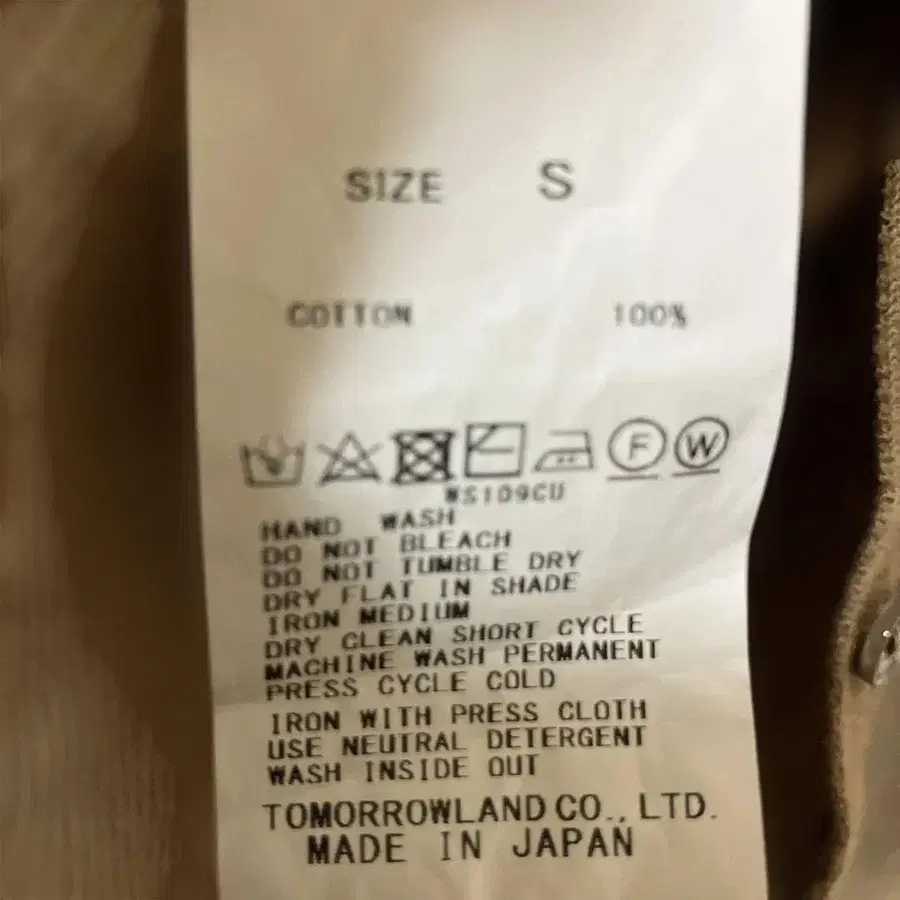 SIZE S
COTTON 100%
F W
WS109CU
HAND WASH
DO NOT BLEACH
DO NOT TUMBLE DRY
DRY FLAT IN SHADE
IRON MEDIUM
DRY CLEAN SHORT CYCLE
MACHINE WASH PERMANENT
PRESS CYCLE COLD
IRON WITH PRESS CLOTH
USE NEUTRAL DETERGENT
WASH INSIDE OUT
TOMORROWLAND CO., LTD.
MADE IN JAPAN